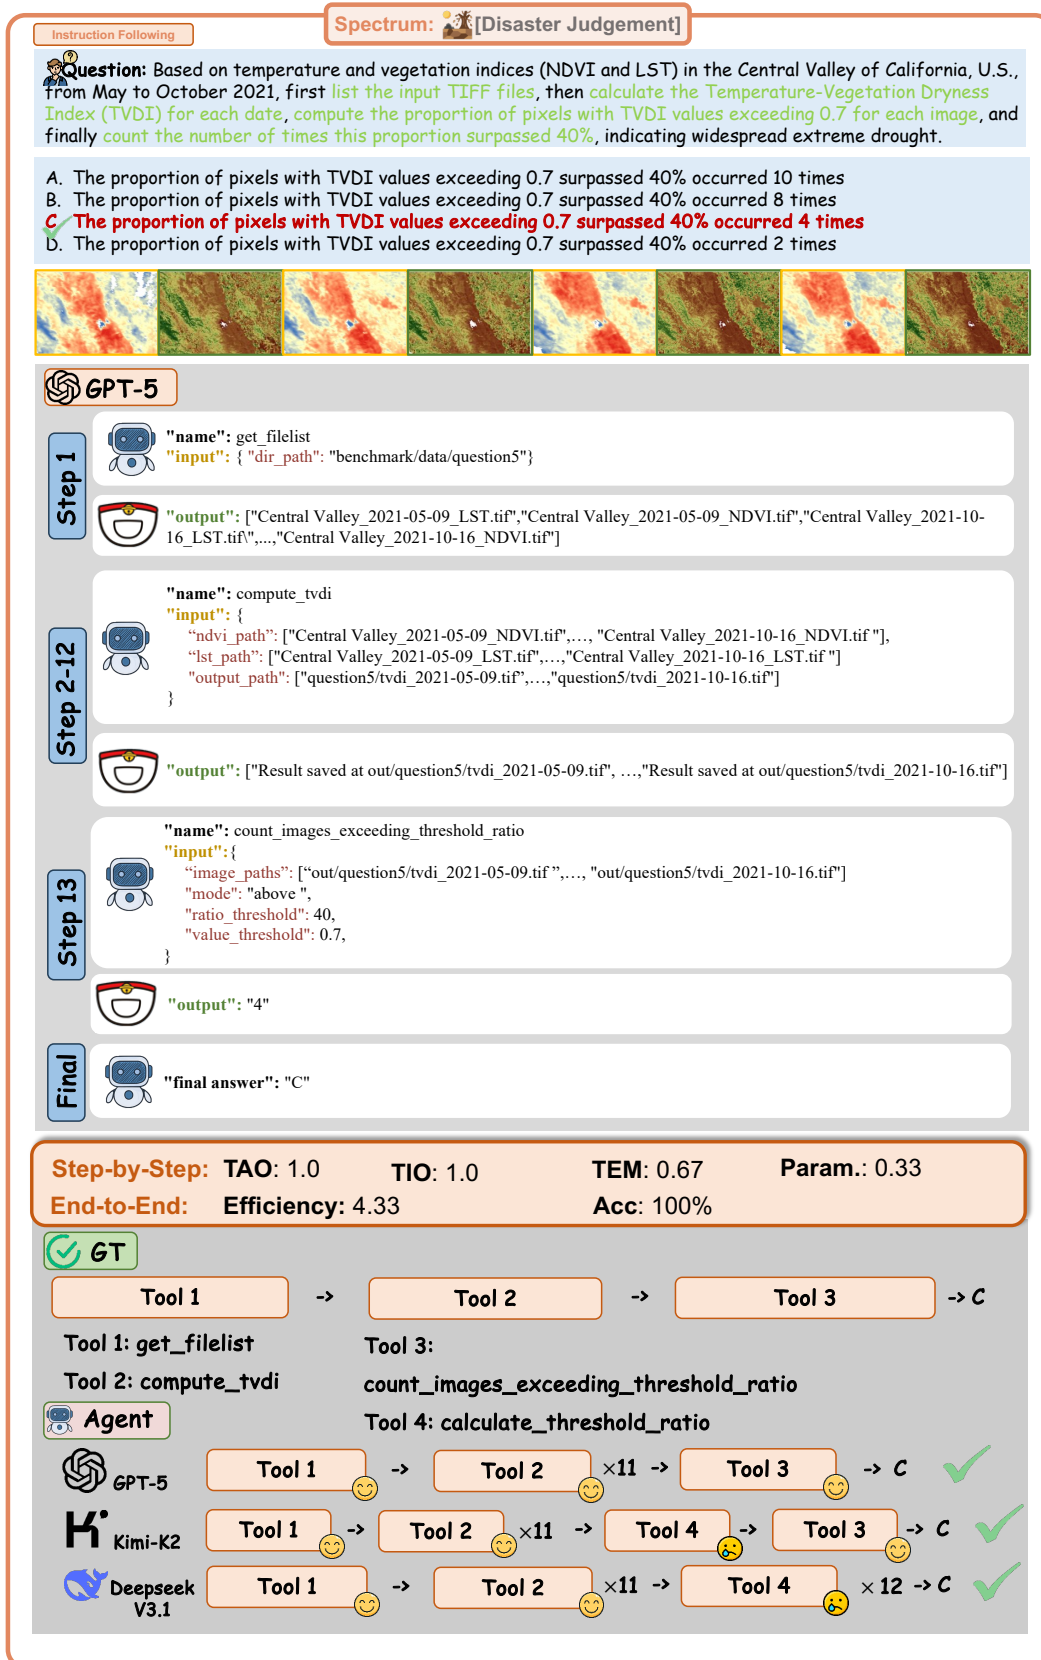 Spectrum: [Disaster Judgement]
Instruction Following
Question: Based on temperature and vegetation indices (NDVI and LST) in the Central Valley of California, U.S.,
from May to October 2021, first list the input TIFF files, then calculate the Temperature-Vegetation Dryness
Index (TVDI) for each date, compute the proportion of pixels with TVDI values exceeding 0.7 for each image, and
finally count the number of times this proportion surpassed 40%, indicating widespread extreme drought.
A. The proportion of pixels with TVDI values exceeding 0.7 surpassed 40% occurred 10 times
B. The proportion of pixels with TVDI values exceeding 0.7 surpassed 40% occurred 8 times
C. The proportion of pixels with TVDI values exceeding 0.7 surpassed 40% occurred 4 times
D. The proportion of pixels with TVDI values exceeding 0.7 surpassed 40% occurred 2 times
GPT-5
Step 1
"name": get_filelist
"input": { "dir_path": "benchmark/data/question5"}
"output": ["Central Valley_2021-05-09_LST.tif","Central Valley_2021-05-09_NDVI.tif","Central Valley_2021-10-
16_LST.tif\",...,"Central Valley_2021-10-16_NDVI.tif"]
Step 2-12
"name": compute_tvdi
"input": {
“ndvi_path”: ["Central Valley_2021-05-09_NDVI.tif",…, "Central Valley_2021-10-16_NDVI.tif "],
“lst_path”: ["Central Valley_2021-05-09_LST.tif",…,"Central Valley_2021-10-16_LST.tif "]
"output_path": ["question5/tvdi_2021-05-09.tif”,…,"question5/tvdi_2021-10-16.tif"]
}
"output": ["Result saved at out/question5/tvdi_2021-05-09.tif", …,"Result saved at out/question5/tvdi_2021-10-16.tif"]
Step 13
"name": count_images_exceeding_threshold_ratio
"input":{
“image_paths”: [“out/question5/tvdi_2021-05-09.tif ”,…, "out/question5/tvdi_2021-10-16.tif"]
"mode": "above ",
"ratio_threshold": 40,
"value_threshold": 0.7,
}
"output": "4"
Final
"final answer": "C"
Step-by-Step: TAO: 1.0 TIO: 1.0 TEM: 0.67 Param.: 0.33
End-to-End: Efficiency: 4.33 Acc: 100%
GT
Tool 1 -> Tool 2 -> Tool 3 -> C
Tool 1: get_filelist
Tool 2: compute_tvdi
Tool 3:
count_images_exceeding_threshold_ratio
Tool 4: calculate_threshold_ratio
Agent
GPT-5 Tool 1 -> Tool 2 ×11 -> Tool 3 -> C
Kimi-K2 Tool 1 -> Tool 2 ×11 -> Tool 4 -> Tool 3 -> C
Deepseek V3.1 Tool 1 -> Tool 2 ×11 -> Tool 4 × 12 -> C